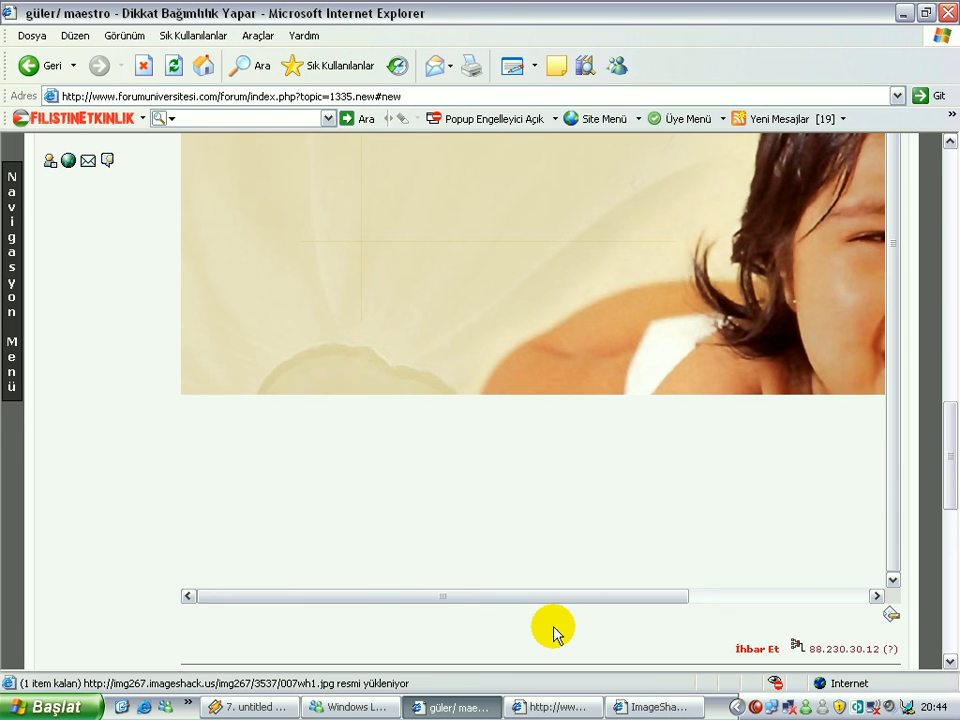 güler/ maestro - Dikkat Bağımlılık Yapar - Microsoft Internet Explorer
Dosya Düzen Görünüm Sık Kullanılanlar Araçlar Yardım
Geri Ara Sık Kullanılanlar
Adres http://www.forumuniversitesi.com/forum/index.php?topic=1335.new#new Git
FILISTINETKINLIK Ara Popup Engelleyici Açık Site Menü Üye Menü Yeni Mesajlar [19] »
Navigasyon Menü
İhbar Et 88.230.30.12 (?)
(1 item kalan) http://img267.imageshack.us/img267/3537/007wh1.jpg resmi yükleniyor Internet
Başlat » 7. untitled ... Windows L... güler/ mae... http://ww... ImageSha... 20:44